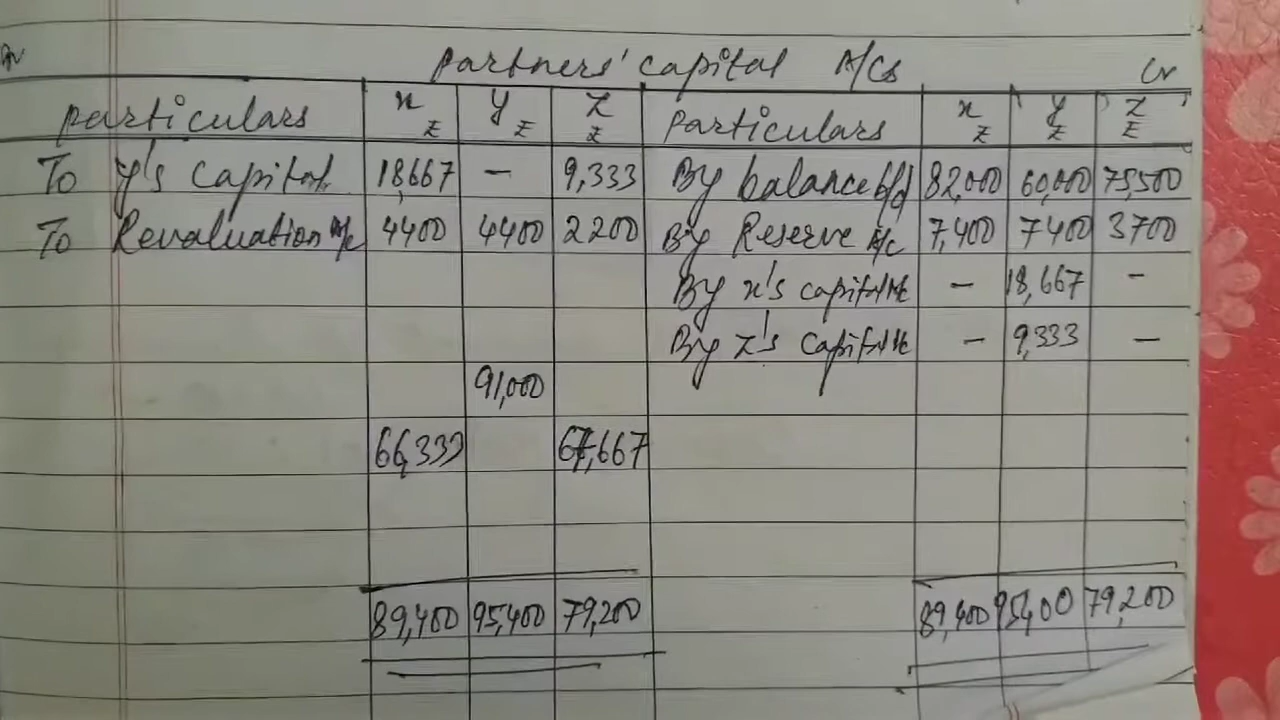 Dr Partners' capital A/Cs Cr
particulars x ₹ y ₹ z ₹ Particulars x ₹ y ₹ z ₹
To y's Capital 18,667 - 9,333 By balance b/d 82,000 60,000 75,500
To Revaluation A/c 4400 4400 2200 By Reserve A/c 7,400 7400 3700
By x's capital A/c - 18,667 -
By z's Capital A/c - 9,333 -
91,000
66,333 67,667
89,400 95,400 79,200 89,400 95,400 79,200